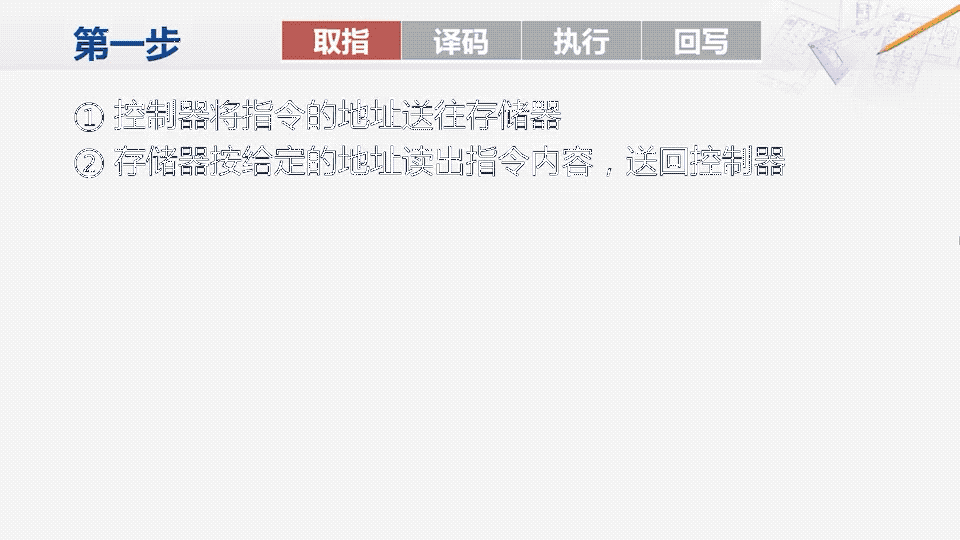 第一步
取指 译码 执行 回写
① 控制器将指令的地址送往存储器
② 存储器按给定的地址读出指令内容，送回控制器